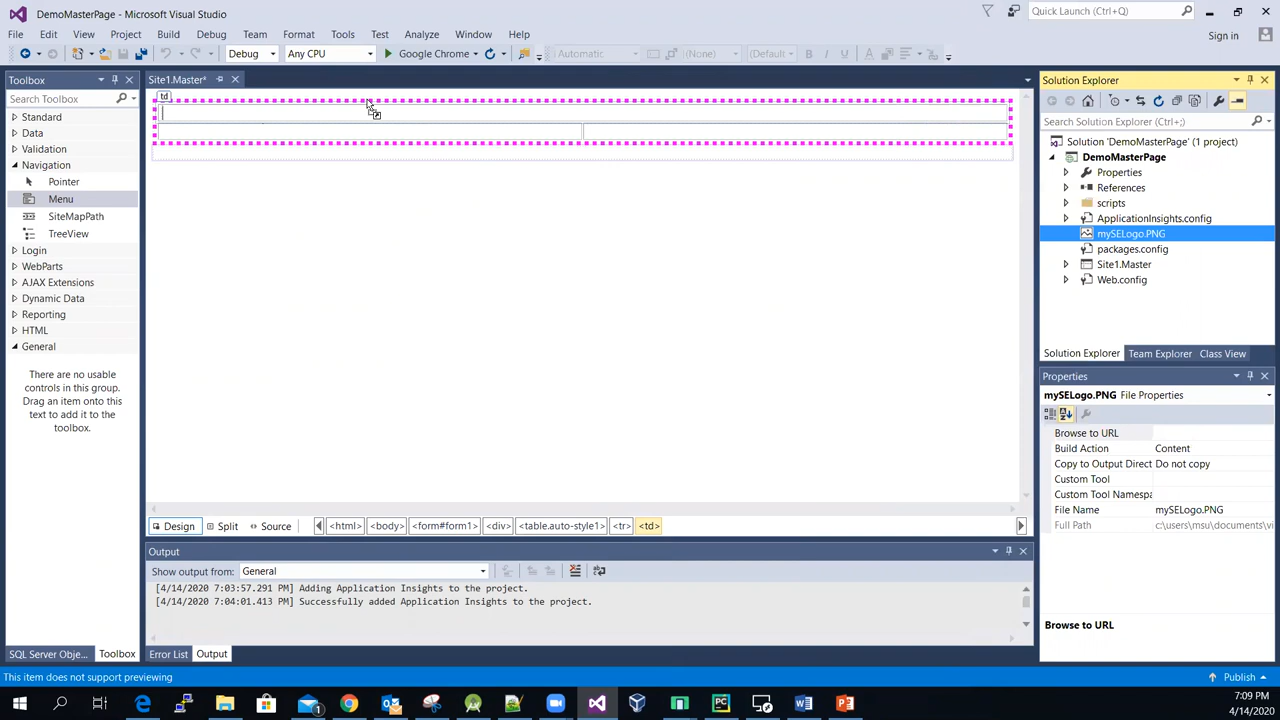 DemoMasterPage - Microsoft Visual Studio
Quick Launch (Ctrl+Q)
File Edit View Project Build Debug Team Format Tools Test Analyze Window Help
Sign in
Debug Any CPU Google Chrome Automatic (None) (Default) B I U A
Toolbox
Search Toolbox
Standard
Data
Validation
Navigation
Pointer
Menu
SiteMapPath
TreeView
Login
WebParts
AJAX Extensions
Dynamic Data
Reporting
HTML
General
There are no usable
controls in this group.
Drag an item onto this
text to add it to the
toolbox.
SQL Server Obje... Toolbox
Site1.Master*
td
Design Split Source <html> <body> <form#form1> <div> <table.auto-style1> <tr> <td>
Output
Show output from: General
[4/14/2020 7:03:57.291 PM] Adding Application Insights to the project.
[4/14/2020 7:04:01.413 PM] Successfully added Application Insights to the project.
Error List Output
Solution Explorer
Search Solution Explorer (Ctrl+;)
Solution 'DemoMasterPage' (1 project)
DemoMasterPage
Properties
References
scripts
ApplicationInsights.config
mySELogo.PNG
packages.config
Site1.Master
Web.config
Solution Explorer Team Explorer Class View
Properties
mySELogo.PNG File Properties
Browse to URL
Build Action Content
Copy to Output Direct Do not copy
Custom Tool
Custom Tool Namespa
File Name mySELogo.PNG
Full Path c:\users\msu\documents\vi
Browse to URL
This item does not support previewing
Publish
7:09 PM
4/14/2020